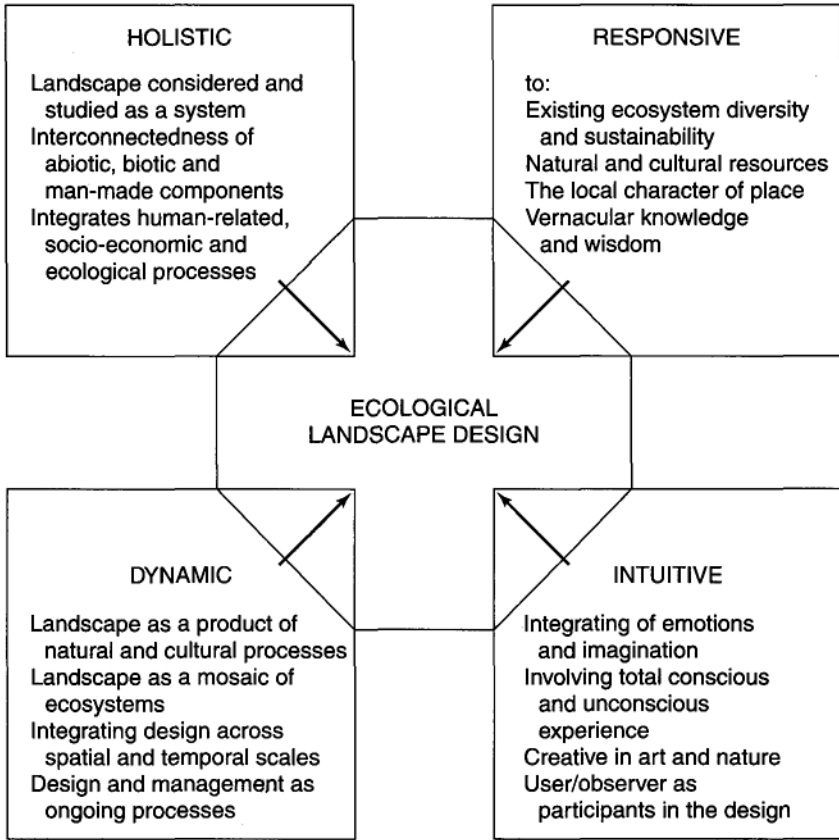 HOLISTIC
Landscape considered and
studied as a system
Interconnectedness of
abiotic, biotic and
man-made components
Integrates human-related,
socio-economic and
ecological processes
RESPONSIVE
to:
Existing ecosystem diversity
and sustainability
Natural and cultural resources
The local character of place
Vernacular knowledge
and wisdom
ECOLOGICAL
LANDSCAPE DESIGN
DYNAMIC
Landscape as a product of
natural and cultural processes
Landscape as a mosaic of
ecosystems
Integrating design across
spatial and temporal scales
Design and management as
ongoing processes
INTUITIVE
Integrating of emotions
and imagination
Involving total conscious
and unconscious
experience
Creative in art and nature
User/observer as
participants in the design